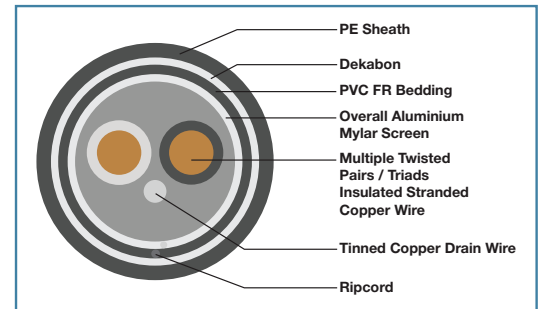 PE Sheath
Dekabon
PVC FR Bedding
Overall Aluminium
Mylar Screen
Multiple Twisted
Pairs / Triads
Insulated Stranded
Copper Wire
Tinned Copper Drain Wire
Ripcord